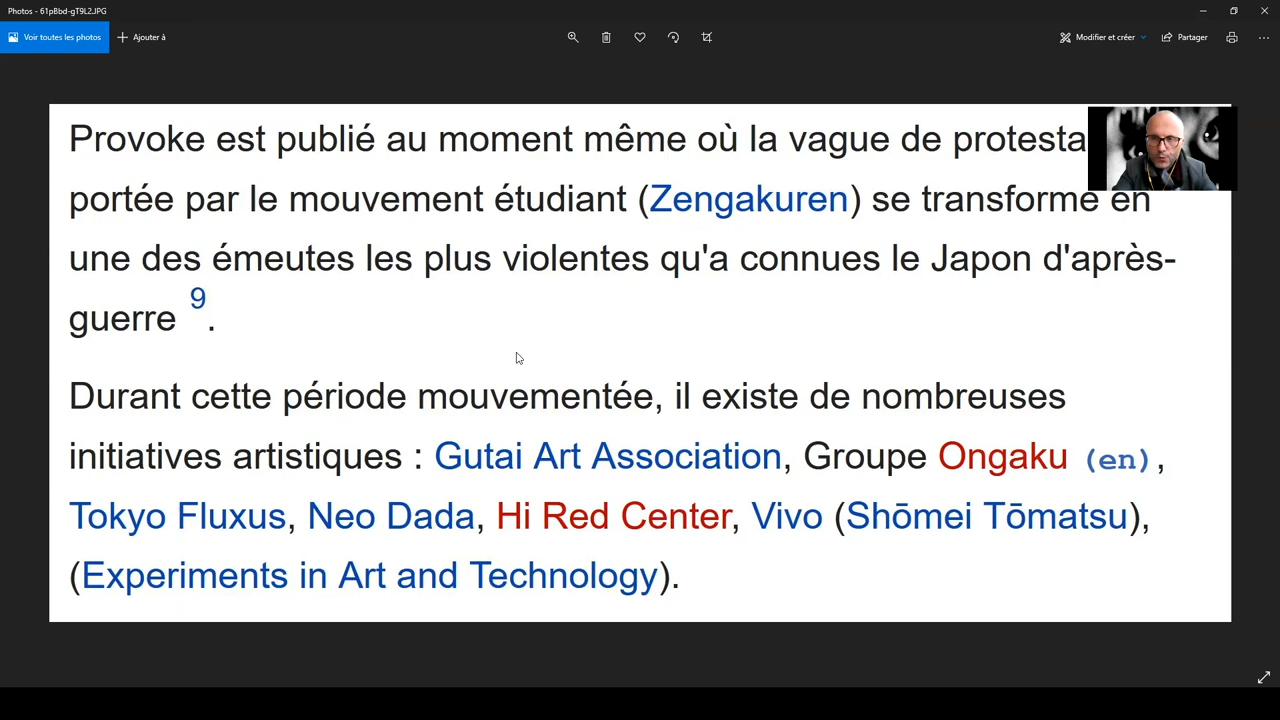 Photos - 61pBbd-gT9L2.JPG
Voir toutes les photos
Ajouter à
Modifier et créer
Partager
Provoke est publié au moment même où la vague de protesta
portée par le mouvement étudiant (Zengakuren) se transforme en
une des émeutes les plus violentes qu'a connues le Japon d'après-
guerre 9.
Durant cette période mouvementée, il existe de nombreuses
initiatives artistiques : Gutai Art Association, Groupe Ongaku (en),
Tokyo Fluxus, Neo Dada, Hi Red Center, Vivo (Shōmei Tōmatsu),
(Experiments in Art and Technology).